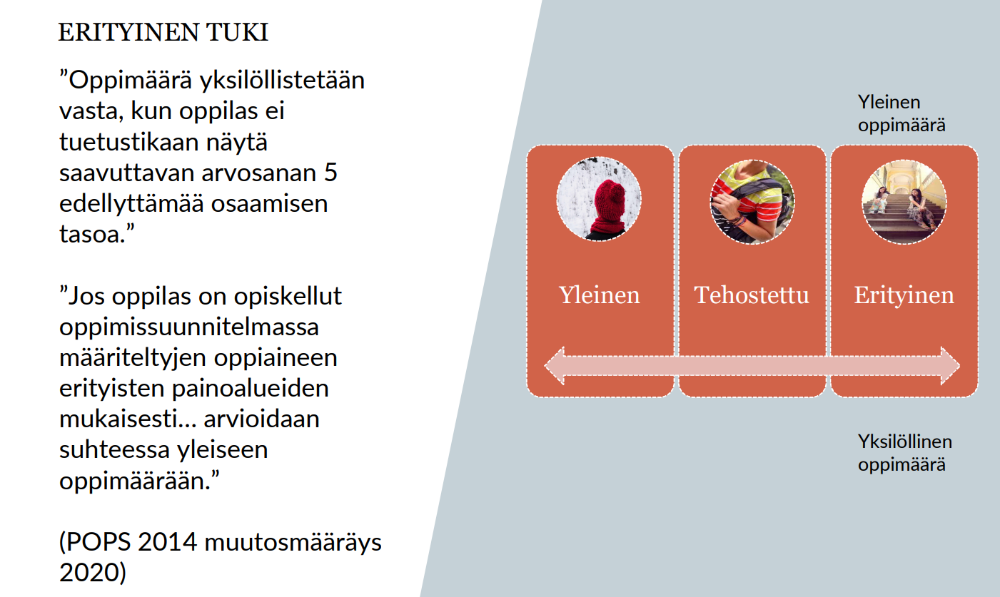 ERITYINEN TUKI
”Oppimäärä yksilöllistetään
vasta, kun oppilas ei
tuetustikaan näytä
saavuttavan arvosanan 5
edellyttämää osaamisen
tasoa.”
”Jos oppilas on opiskellut
oppimissuunnitelmassa
määriteltyjen oppiaineen
erityisten painoalueiden
mukaisesti… arvioidaan
suhteessa yleiseen
oppimäärään.”
(POPS 2014 muutosmääräys
2020)
Yleinen
oppimäärä
Yleinen
Tehostettu
Erityinen
Yksilöllinen
oppimäärä